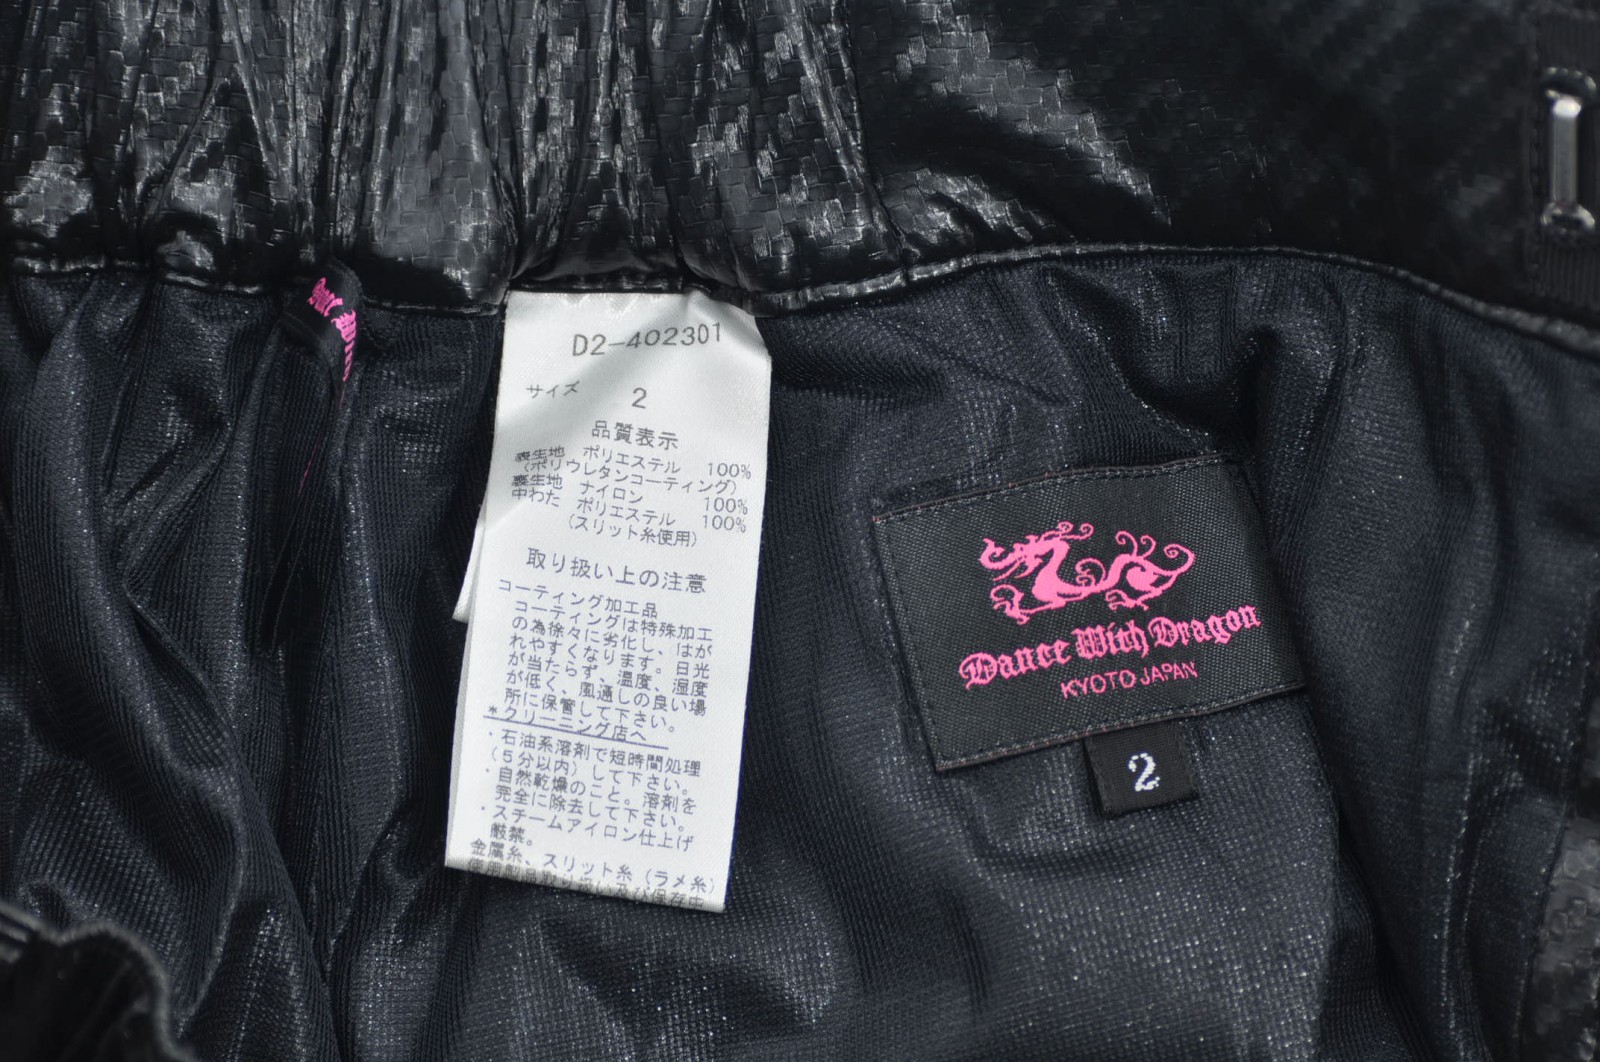 D2-402301
サイズ 2
品質表示
表生地 ポリエステル 100%
(ポリウレタンコーティング)
裏生地 ナイロン 100%
中わた ポリエステル 100%
(スリット糸使用)
取り扱い上の注意
コーティング加工品
コーティングは特殊加工
の為徐々に劣化し、はが
れやすくなります。日光
が当たらず、温度、湿度
が低く、風通しの良い場
所に保管して下さい。
*クリーニング店へ
・石油系溶剤で短時間処理
(5分以内)して下さい。
・自然乾燥のこと。溶剤を
完全に除去して下さい。
・スチームアイロン仕上げ
厳禁。
金属糸、スリット糸(ラメ糸)
Dance With Dragon
KYOTO JAPAN
2